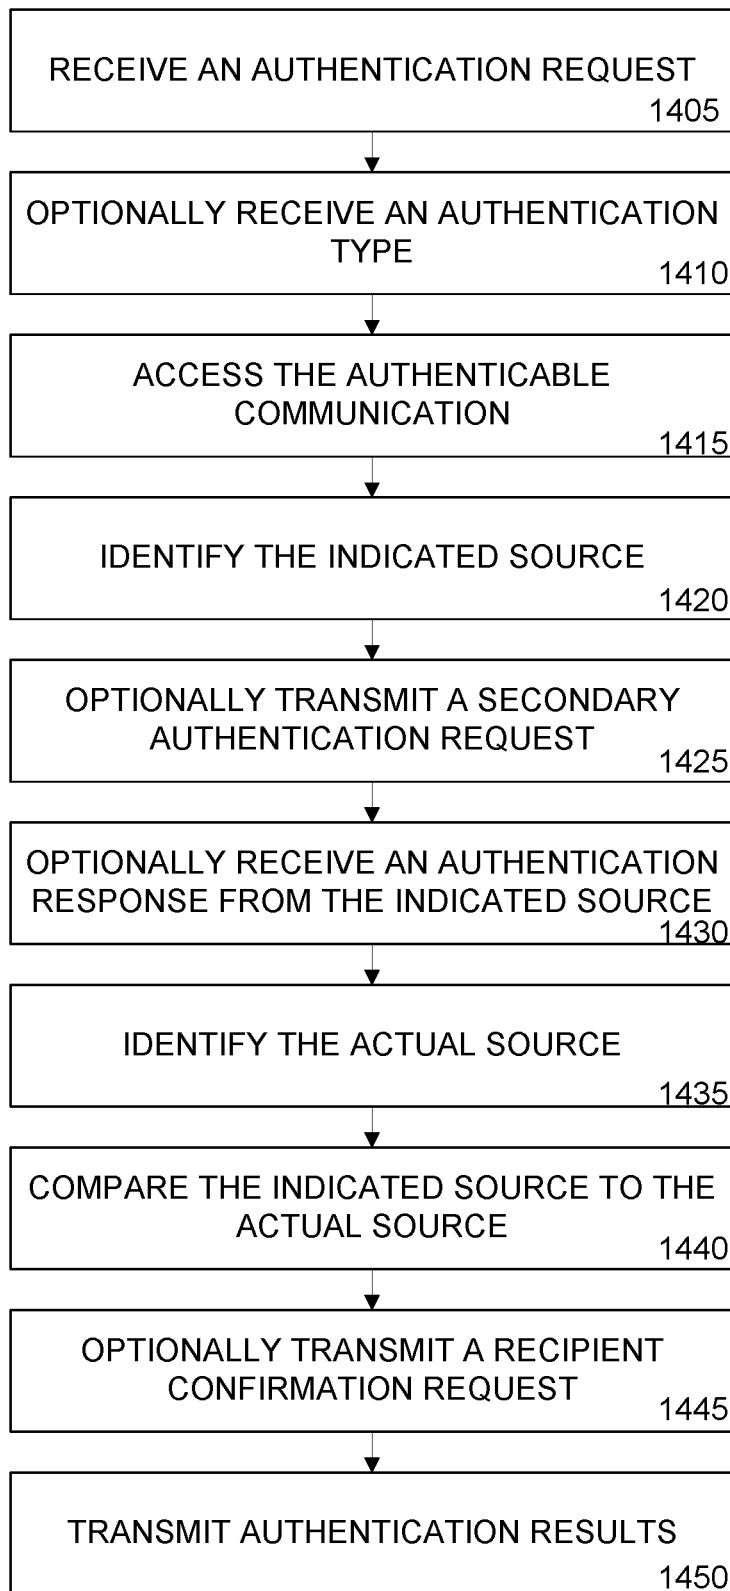 RECEIVE AN AUTHENTICATION REQUEST
1405
OPTIONALLY RECEIVE AN AUTHENTICATION
TYPE
1410
ACCESS THE AUTHENTICABLE
COMMUNICATION
1415
IDENTIFY THE INDICATED SOURCE
1420
OPTIONALLY TRANSMIT A SECONDARY
AUTHENTICATION REQUEST
1425
OPTIONALLY RECEIVE AN AUTHENTICATION
RESPONSE FROM THE INDICATED SOURCE
1430
IDENTIFY THE ACTUAL SOURCE
1435
COMPARE THE INDICATED SOURCE TO THE
ACTUAL SOURCE
1440
OPTIONALLY TRANSMIT A RECIPIENT
CONFIRMATION REQUEST
1445
TRANSMIT AUTHENTICATION RESULTS
1450